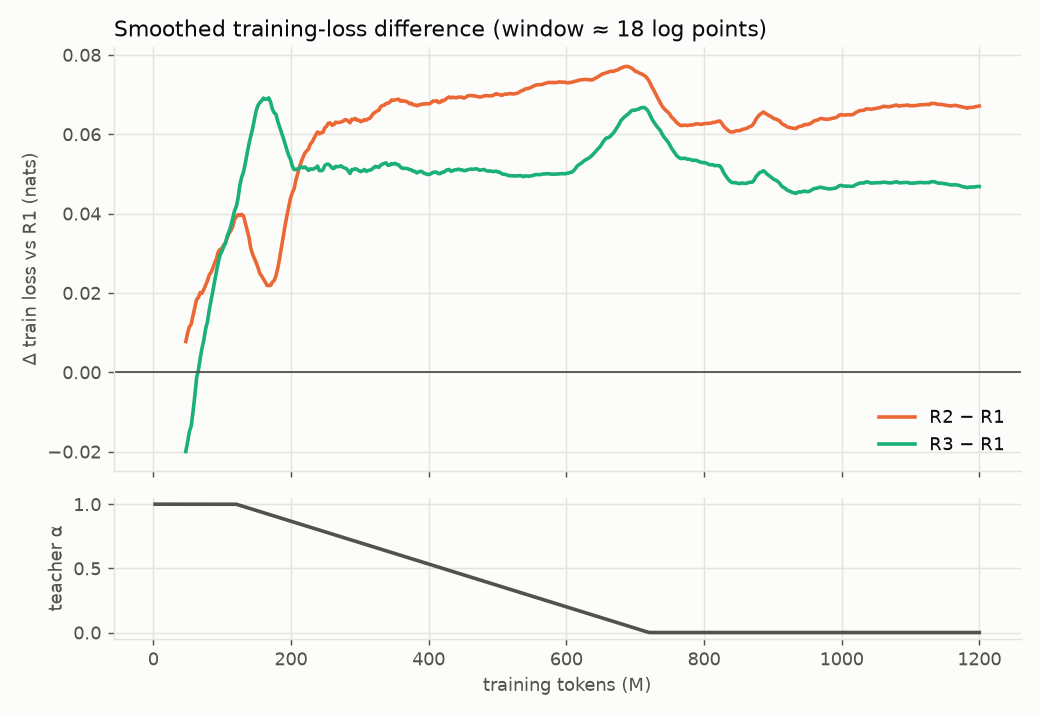 Smoothed training-loss difference (window ≈ 18 log points)
Δ train loss vs R1 (nats)
0.08
0.06
0.04
0.02
0.00
−0.02
R2 − R1
R3 − R1
teacher α
1.0
0.5
0.0
0 200 400 600 800 1000 1200
training tokens (M)